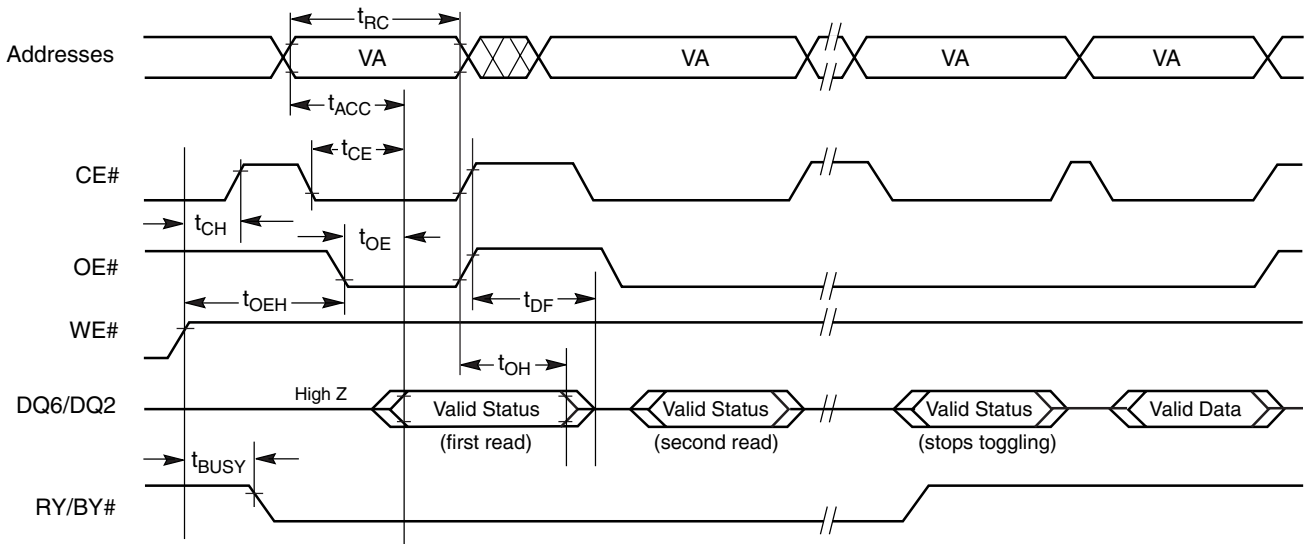 tRC
Addresses VA VA VA VA
tACC
tCE
CE#
tCH tOE
OE#
tOEH tDF
WE#
tOH
High Z
DQ6/DQ2 Valid Status Valid Status Valid Status Valid Data
(first read) (second read) (stops toggling)
tBUSY
RY/BY#